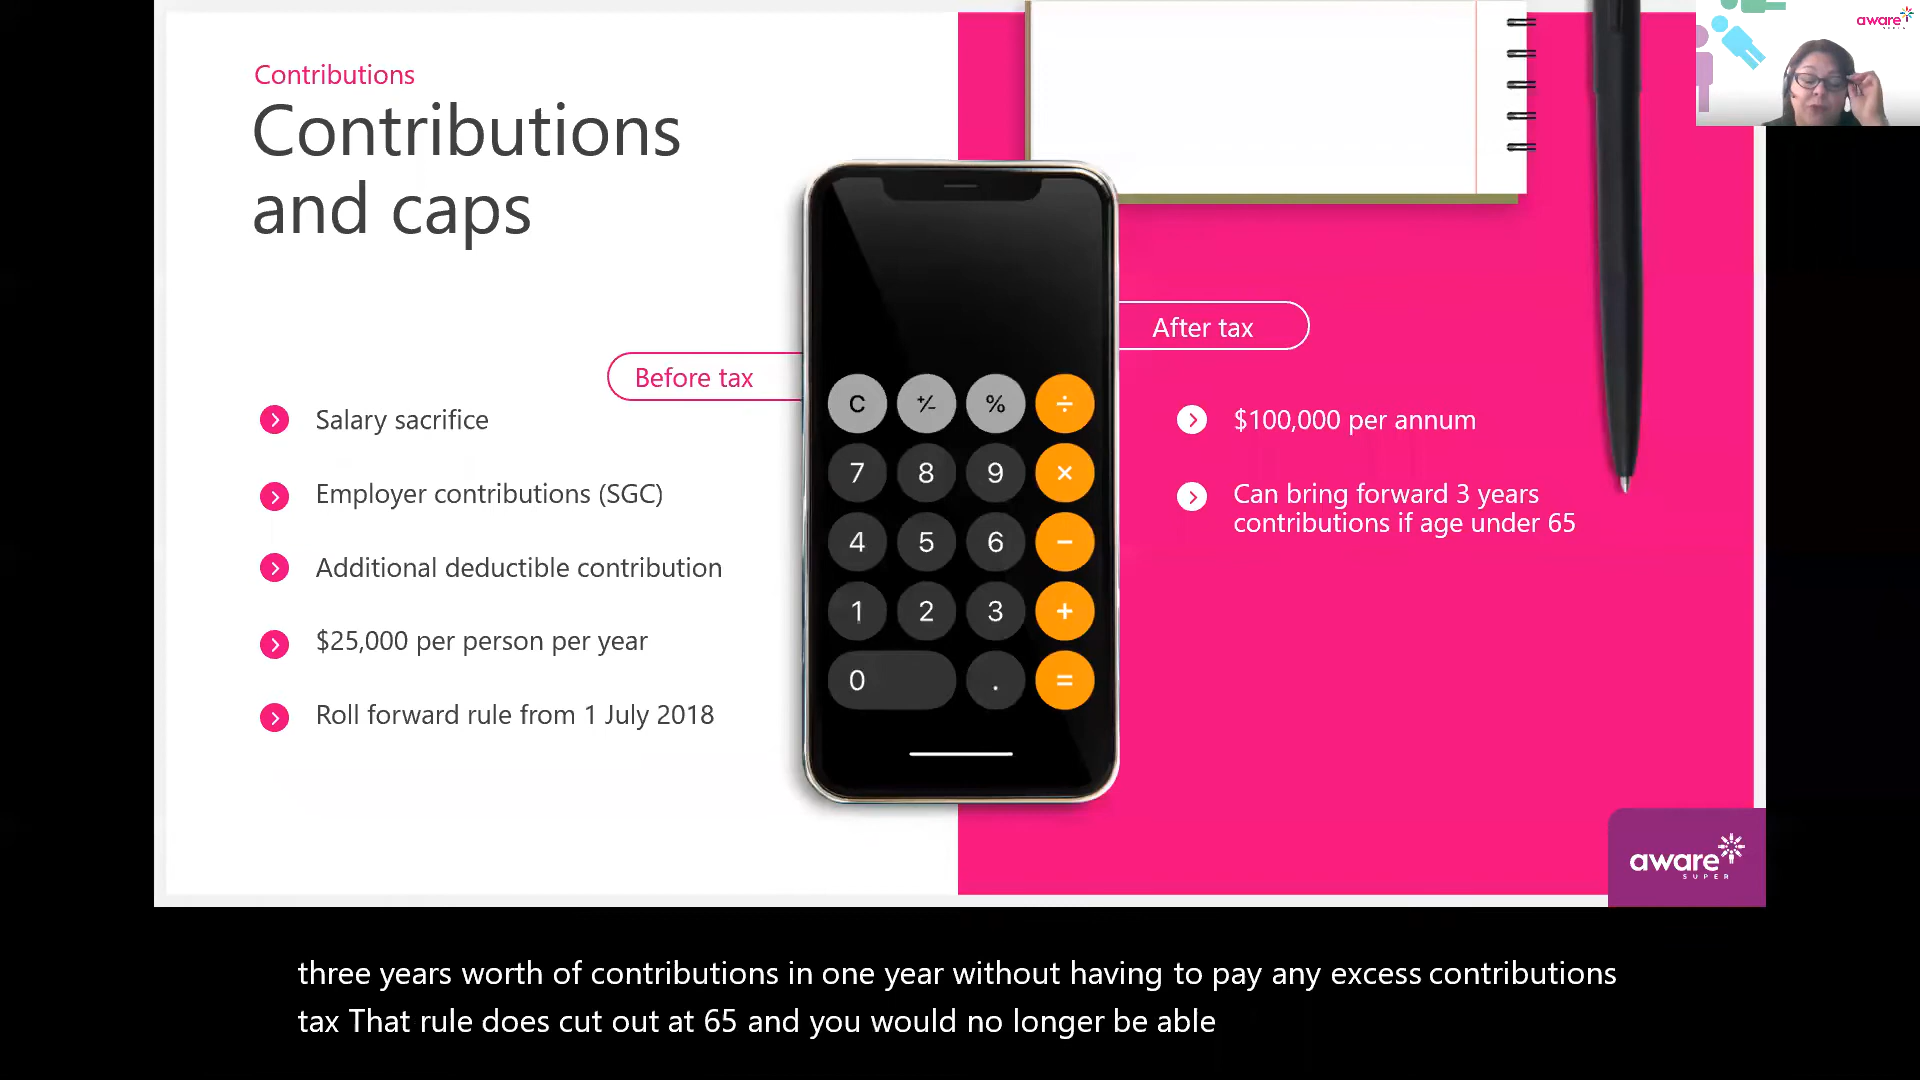 Contributions
Contributions
and caps
Before tax
Salary sacrifice
Employer contributions (SGC)
Additional deductible contribution
$25,000 per person per year
Roll forward rule from 1 July 2018
C +/- % ÷
7 8 9 ×
4 5 6 −
1 2 3 +
0 . =
After tax
$100,000 per annum
Can bring forward 3 years
contributions if age under 65
aware
SUPER
aware
SUPER
three years worth of contributions in one year without having to pay any excess contributions
tax That rule does cut out at 65 and you would no longer be able